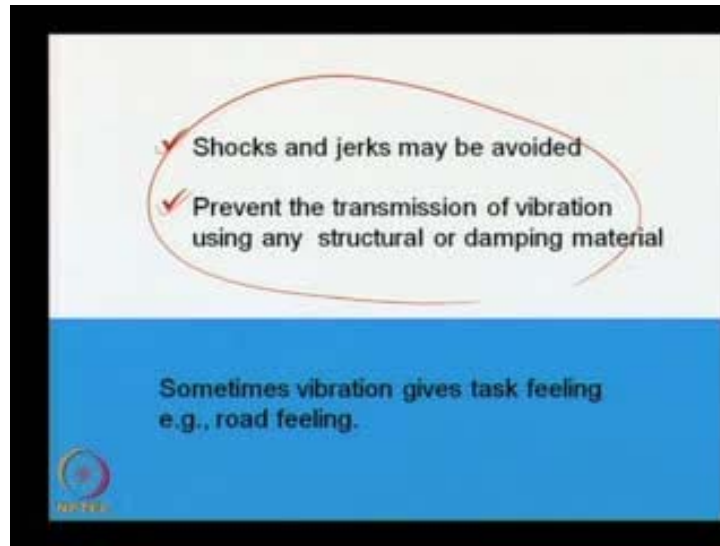 Shocks and jerks may be avoided
Prevent the transmission of vibration
using any structural or damping material
Sometimes vibration gives task feeling
e.g., road feeling.
NPTEL